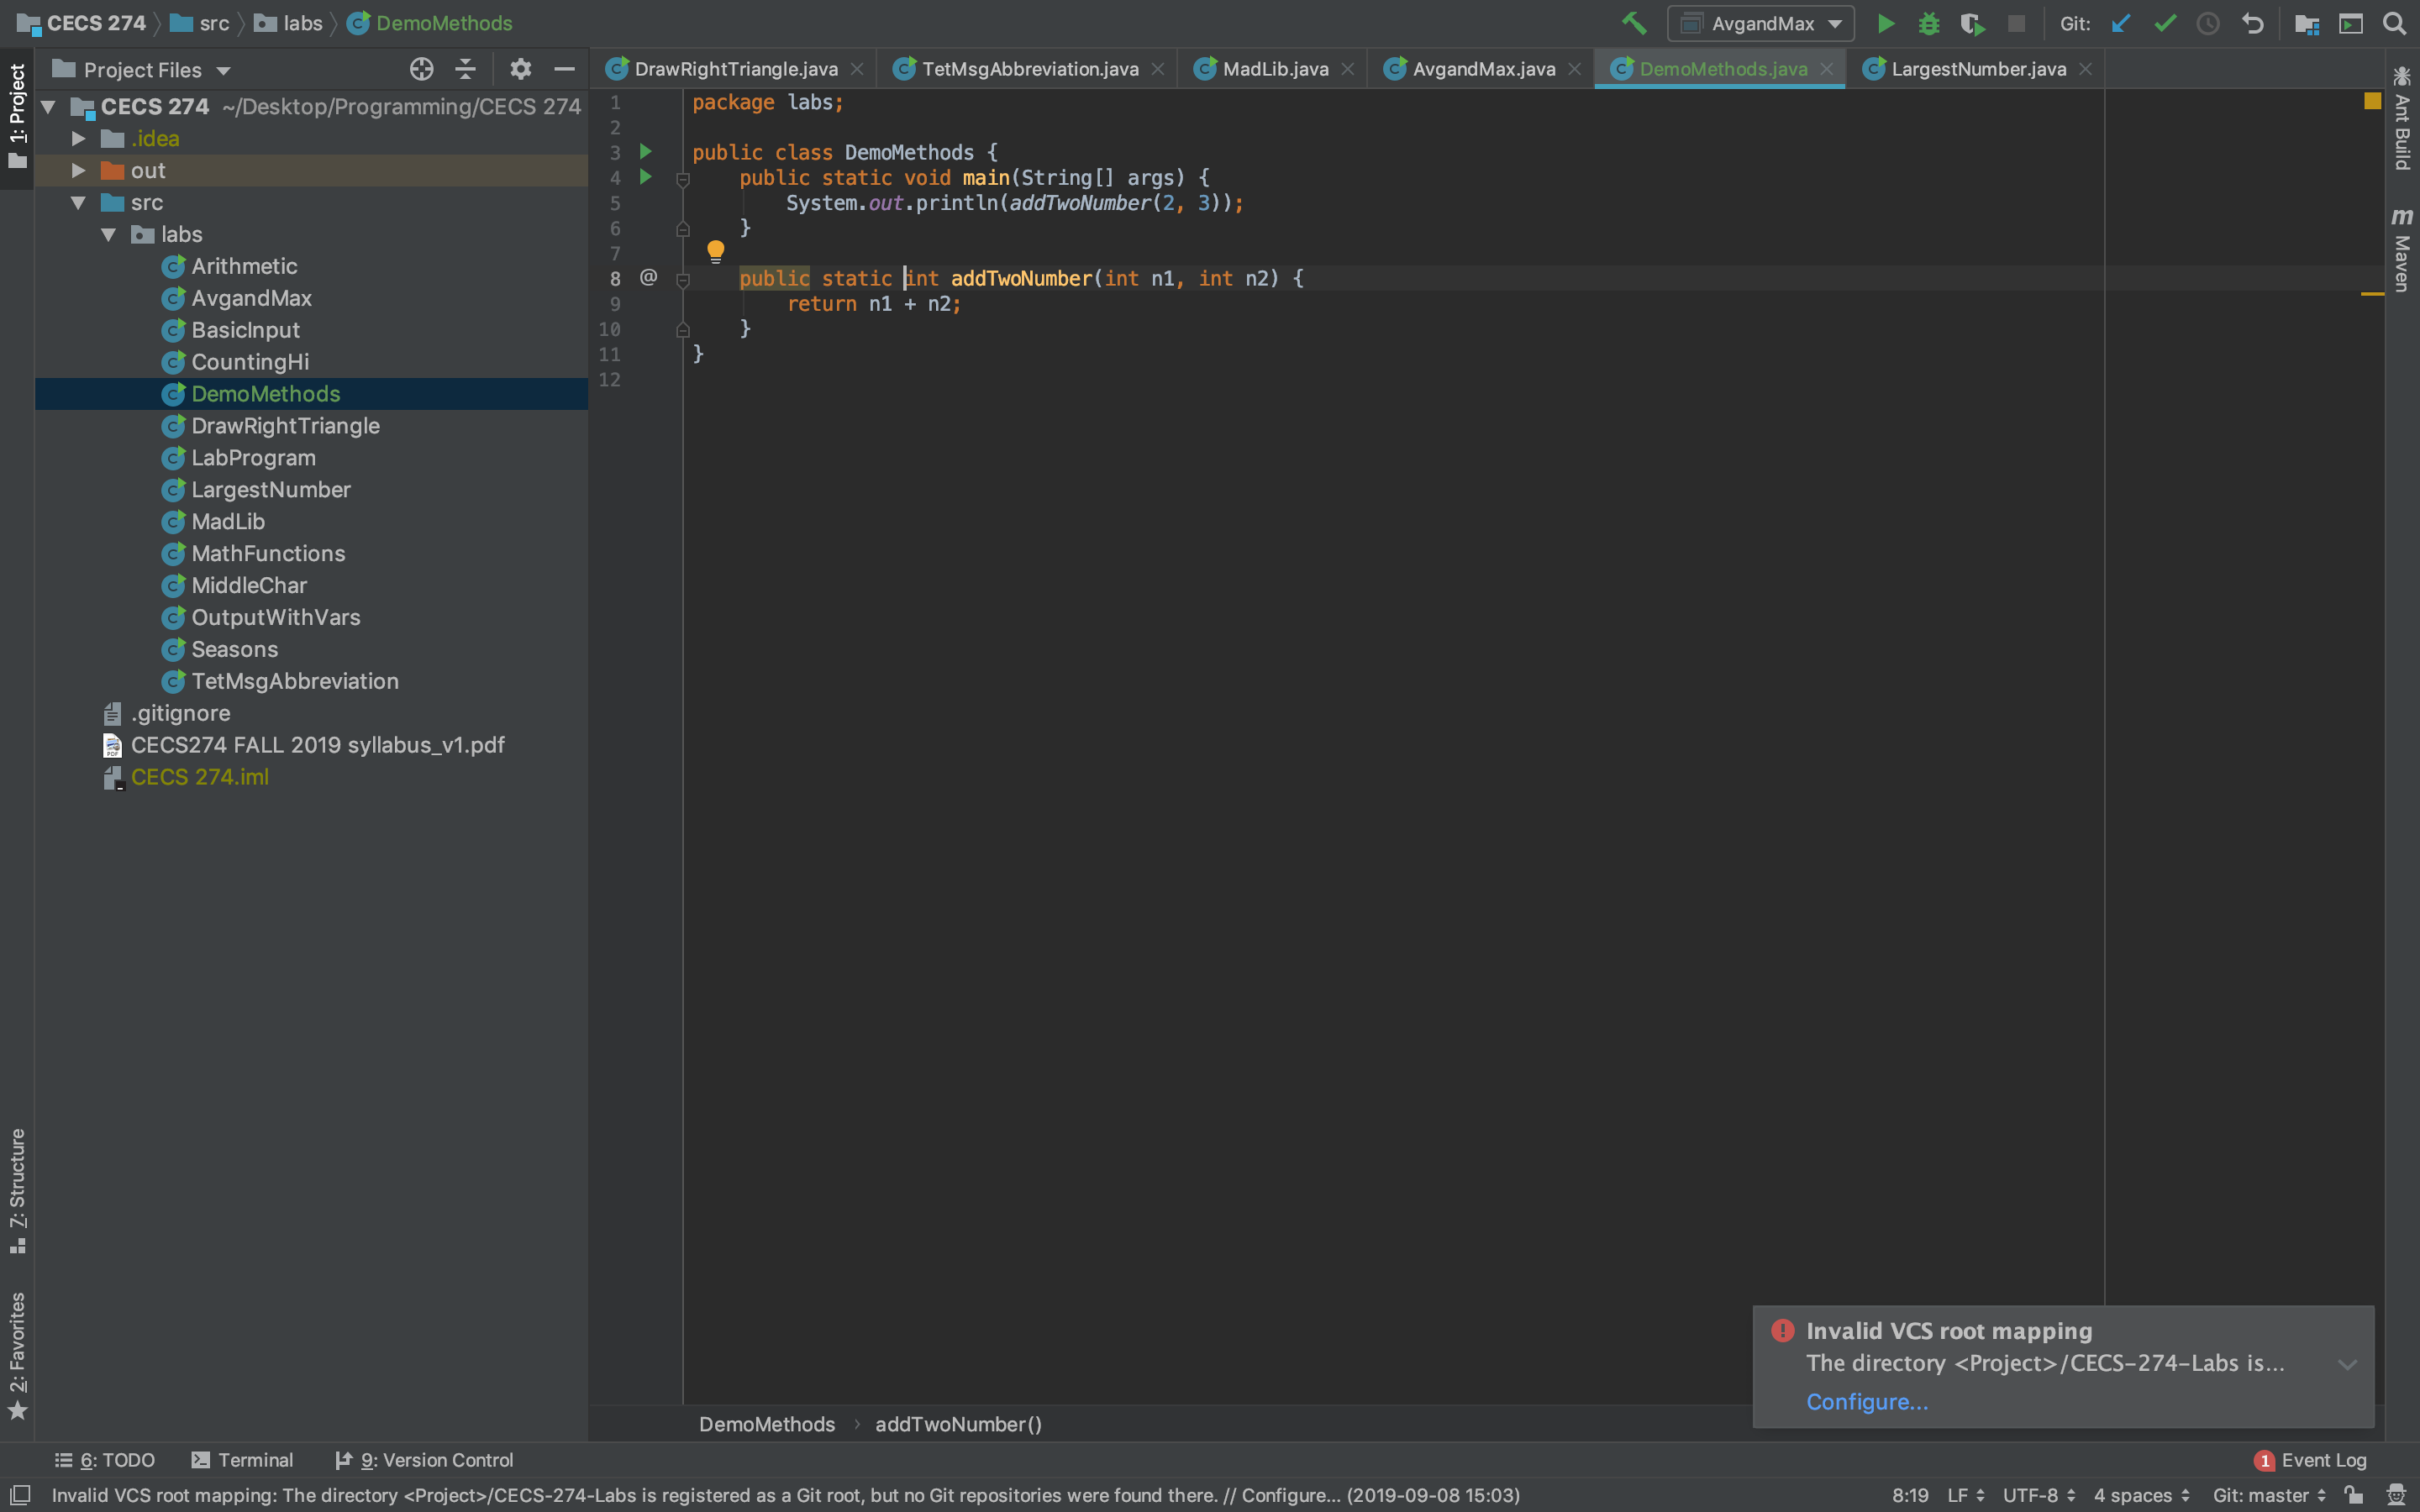 CECS 274 src labs DemoMethods
AvgandMax
Git:
1: Project
Project Files
DrawRightTriangle.java TetMsgAbbreviation.java MadLib.java AvgandMax.java DemoMethods.java LargestNumber.java
CECS 274 ~/Desktop/Programming/CECS 274
.idea
out
src
labs
Arithmetic
AvgandMax
BasicInput
CountingHi
DemoMethods
DrawRightTriangle
LabProgram
LargestNumber
MadLib
MathFunctions
MiddleChar
OutputWithVars
Seasons
TetMsgAbbreviation
.gitignore
CECS274 FALL 2019 syllabus_v1.pdf
CECS 274.iml
7: Structure
2: Favorites
1 package labs;
2
3 public class DemoMethods {
4 public static void main(String[] args) {
5 System.out.println(addTwoNumber(2, 3));
6 }
7
8 @ public static int addTwoNumber(int n1, int n2) {
9 return n1 + n2;
10 }
11 }
12
Ant Build
m Maven
Invalid VCS root mapping
The directory <Project>/CECS-274-Labs is...
Configure...
DemoMethods › addTwoNumber()
6: TODO Terminal 9: Version Control
1 Event Log
Invalid VCS root mapping: The directory <Project>/CECS-274-Labs is registered as a Git root, but no Git repositories were found there. // Configure... (2019-09-08 15:03)
8:19 LF UTF-8 4 spaces Git: master